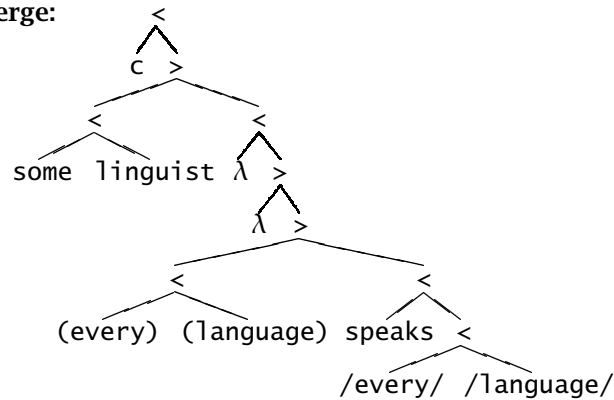 erge:
<
c >
< <
some linguist λ >
λ >
< <
(every) (language) speaks <
/every/ /language/